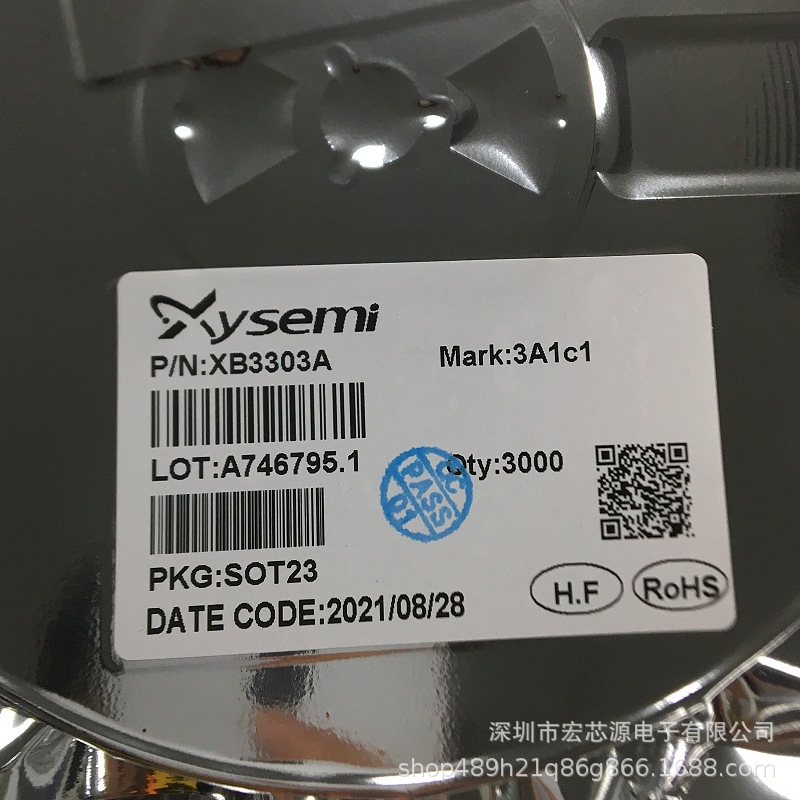 Xysemi
P/N:XB3303A
Mark:3A1c1
LOT:A746795.1
Qty:3000
QC
PASS
01
PKG:SOT23
DATE CODE:2021/08/28
H.F
RoHS
深圳市宏芯源电子有限公司
shop489h21q86g866.1688.com